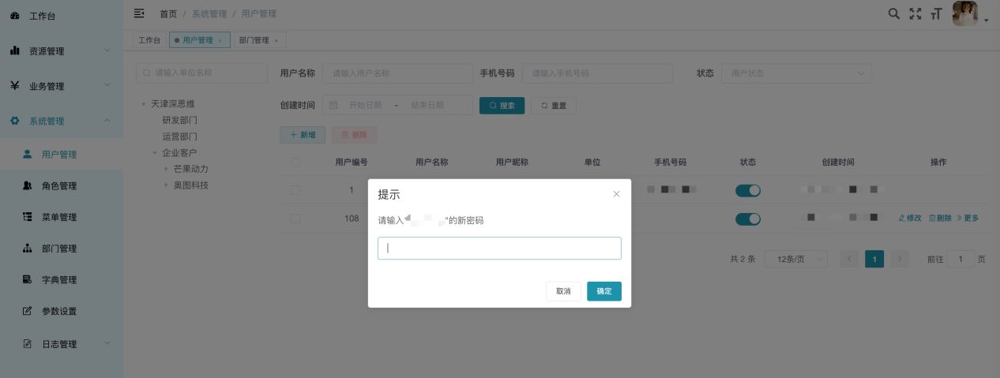 工作台
资源管理
业务管理
系统管理
用户管理
角色管理
菜单管理
部门管理
字典管理
参数设置
日志管理
首页 / 系统管理 / 用户管理
工作台 用户管理 × 部门管理 ×
请输入单位名称
天津深思维
研发部门
运营部门
企业客户
芒果动力
奥图科技
用户名称 请输入用户名称 手机号码 请输入手机号码 状态 用户状态
创建时间 开始日期 - 结束日期 搜索 重置
+ 新增 删除
用户编号 用户名称 用户昵称 单位 手机号码 状态 创建时间 操作
1
108 修改 删除 更多
共 2 条 12条/页 1 前往 1 页
提示
请输入"的新密码
取消 确定